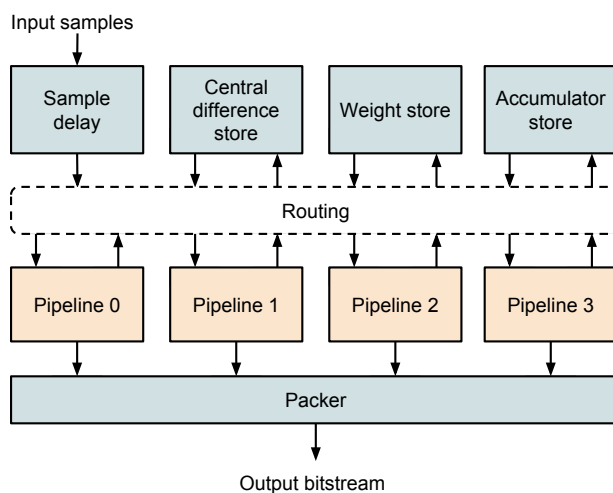 Input samples
Sample
delay
Central
difference
store
Weight store
Accumulator
store
Routing
Pipeline 0
Pipeline 1
Pipeline 2
Pipeline 3
Packer
Output bitstream